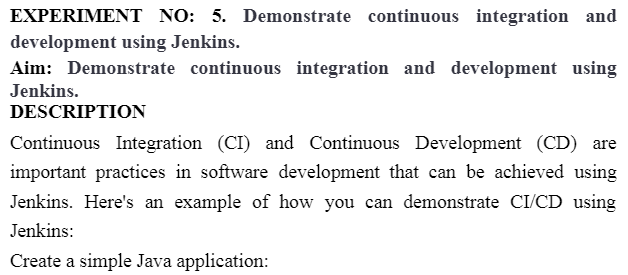 EXPERIMENT NO: 5. Demonstrate continuous integration and
development using Jenkins.
Aim: Demonstrate continuous integration and development using
Jenkins.
DESCRIPTION
Continuous Integration (CI) and Continuous Development (CD) are
important practices in software development that can be achieved using
Jenkins. Here's an example of how you can demonstrate CI/CD using
Jenkins:
Create a simple Java application: